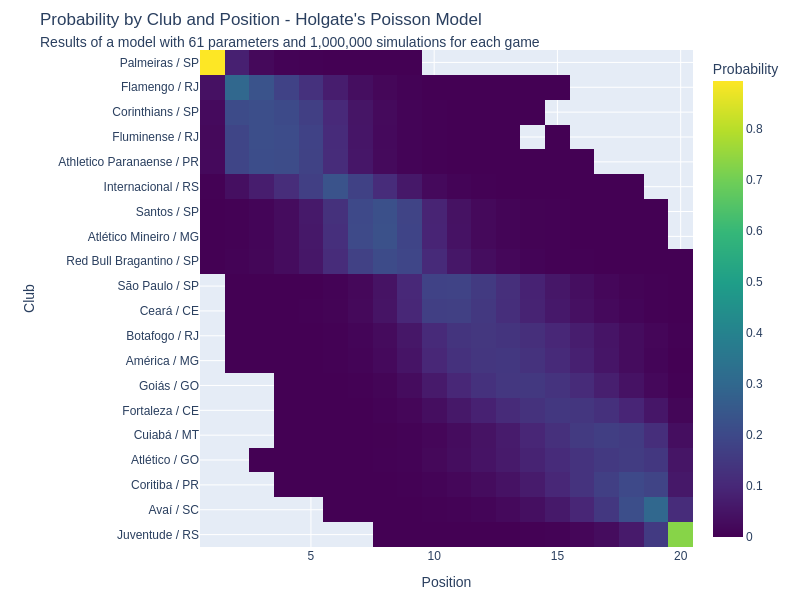 Probability by Club and Position - Holgate's Poisson Model
Results of a model with 61 parameters and 1,000,000 simulations for each game
Palmeiras / SP
Flamengo / RJ
Corinthians / SP
Fluminense / RJ
Athletico Paranaense / PR
Internacional / RS
Santos / SP
Atlético Mineiro / MG
Red Bull Bragantino / SP
São Paulo / SP
Ceará / CE
Botafogo / RJ
América / MG
Goiás / GO
Fortaleza / CE
Cuiabá / MT
Atlético / GO
Coritiba / PR
Avaí / SC
Juventude / RS
Club
5
10
15
20
Position
Probability
0.8
0.7
0.6
0.5
0.4
0.3
0.2
0.1
0